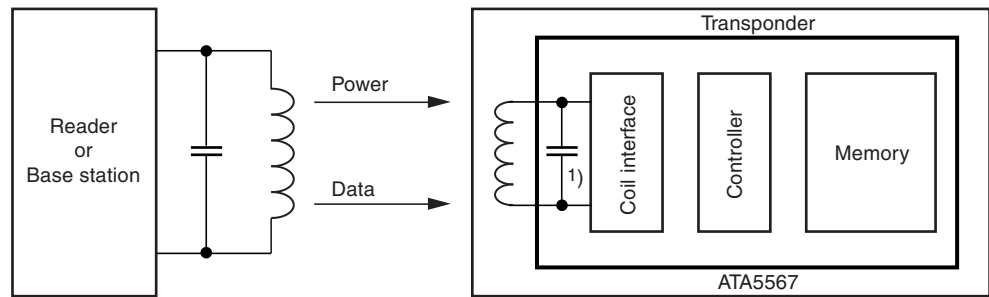 Reader
or
Base station
Power
Data
Transponder
1)
Coil interface
Controller
Memory
ATA5567